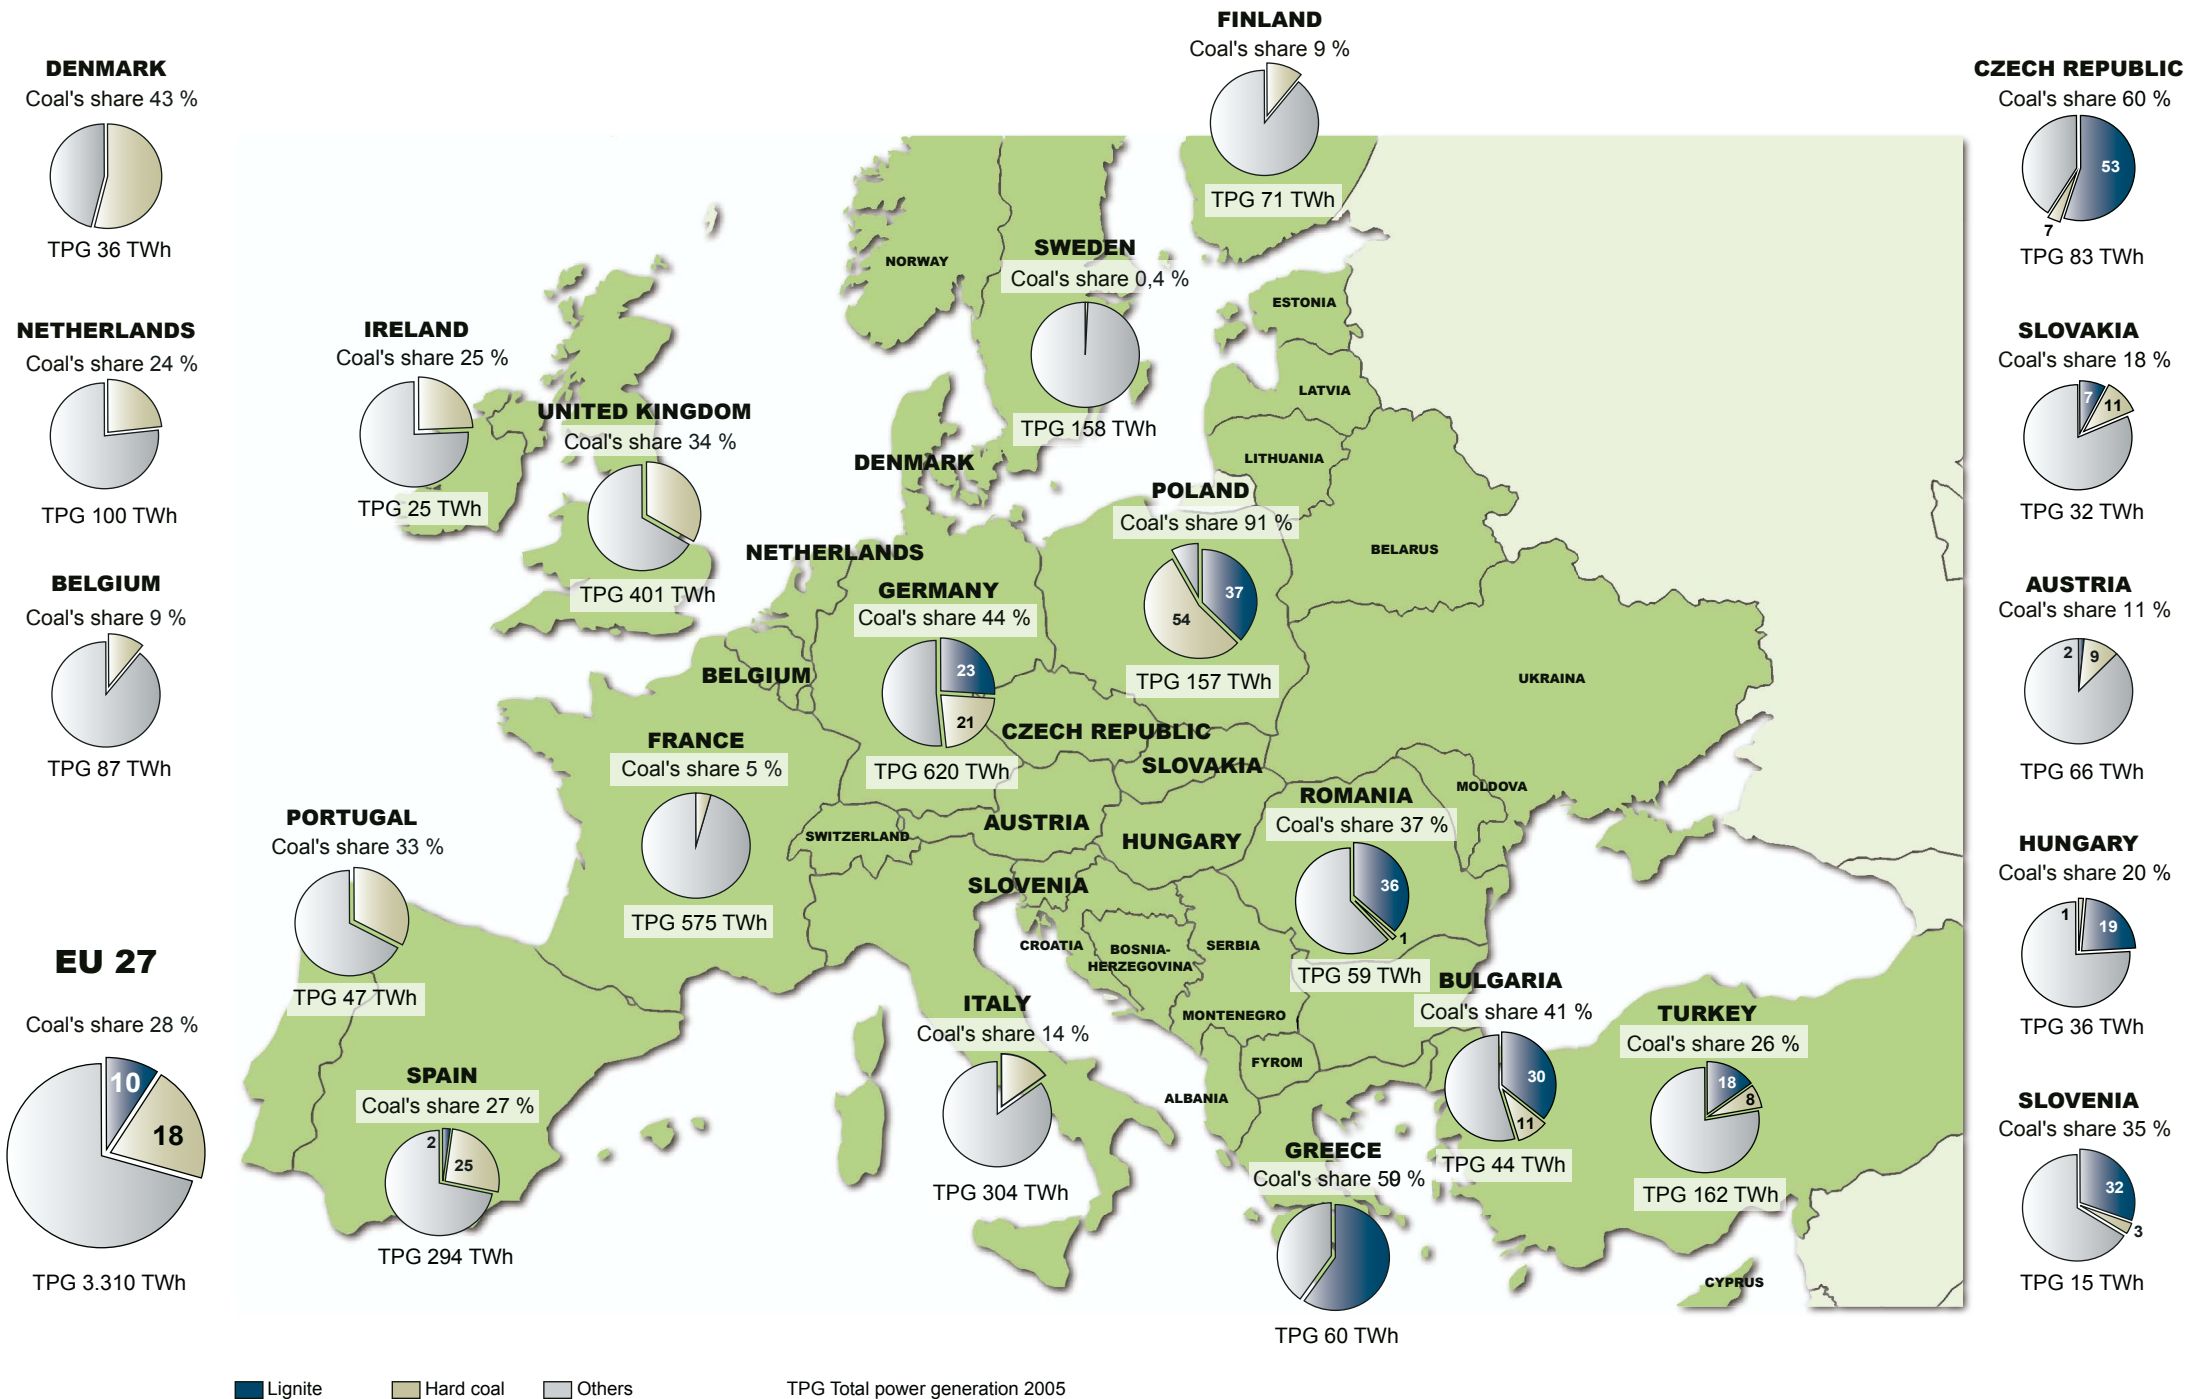 FINLAND
Coal's share 9 %
TPG 71 TWh
DENMARK
Coal's share 43 %
TPG 36 TWh
CZECH REPUBLIC
Coal's share 60 %
53
7
TPG 83 TWh
NORWAY
SWEDEN
Coal's share 0,4 %
TPG 158 TWh
ESTONIA
LATVIA
LITHUANIA
NETHERLANDS
Coal's share 24 %
TPG 100 TWh
IRELAND
Coal's share 25 %
TPG 25 TWh
UNITED KINGDOM
Coal's share 34 %
TPG 401 TWh
DENMARK
SLOVAKIA
Coal's share 18 %
7
11
TPG 32 TWh
POLAND
Coal's share 91 %
37
54
TPG 157 TWh
BELARUS
NETHERLANDS
BELGIUM
Coal's share 9 %
TPG 87 TWh
GERMANY
Coal's share 44 %
23
21
TPG 620 TWh
AUSTRIA
Coal's share 11 %
2
9
TPG 66 TWh
BELGIUM
UKRAINE
CZECH REPUBLIC
SLOVAKIA
FRANCE
Coal's share 5 %
TPG 575 TWh
MOLDOVA
PORTUGAL
Coal's share 33 %
TPG 47 TWh
SWITZERLAND
AUSTRIA
HUNGARY
ROMANIA
Coal's share 37 %
36
1
TPG 59 TWh
HUNGARY
Coal's share 20 %
1
19
TPG 36 TWh
SLOVENIA
CROATIA
BOSNIA-
HERZEGOVINA
SERBIA
MONTENEGRO
FYROM
ALBANIA
EU 27
Coal's share 28 %
10
18
TPG 3.310 TWh
SPAIN
Coal's share 27 %
2
25
TPG 294 TWh
ITALY
Coal's share 14 %
TPG 304 TWh
BULGARIA
Coal's share 41 %
30
11
TPG 44 TWh
TURKEY
Coal's share 26 %
18
8
TPG 162 TWh
GREECE
Coal's share 59 %
TPG 60 TWh
SLOVENIA
Coal's share 35 %
32
3
TPG 15 TWh
CYPRUS
Lignite
Hard coal
Others
TPG Total power generation 2005